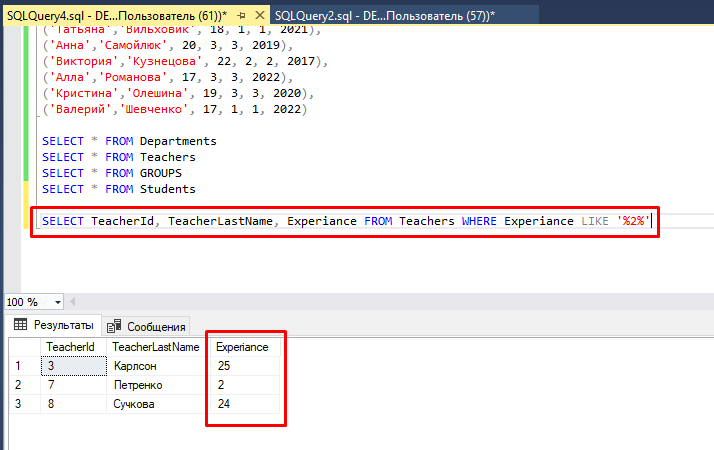 SQLQuery4.sql - DE...Пользователь (61))*
SQLQuery2.sql - DE...Пользователь (57))*
('Татьяна','Вильховик', 18, 1, 1, 2021),
('Анна','Самойлюк', 20, 3, 3, 2019),
('Виктория','Кузнецова', 22, 2, 2, 2017),
('Алла','Романова', 17, 3, 3, 2022),
('Кристина','Олешина', 19, 3, 3, 2020),
('Валерий','Шевченко', 17, 1, 1, 2022)
SELECT * FROM Departments
SELECT * FROM Teachers
SELECT * FROM GROUPS
SELECT * FROM Students
SELECT TeacherId, TeacherLastName, Experiance FROM Teachers WHERE Experiance LIKE '%2%'
100 %
Результаты Сообщения
TeacherId TeacherLastName Experiance
1 3 Карлсон 25
2 7 Петренко 2
3 8 Сучкова 24